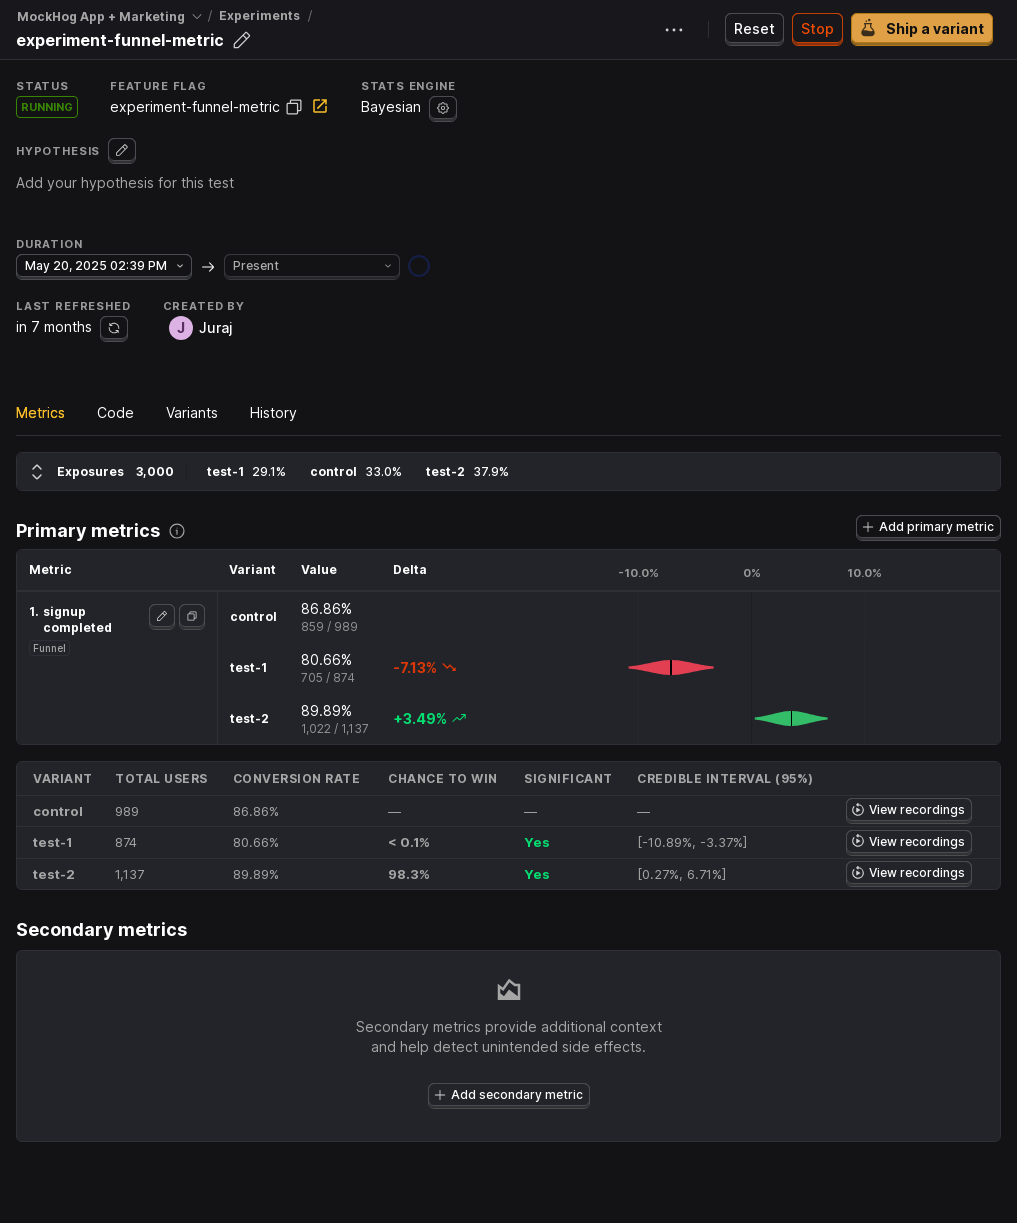 MockHog App + Marketing / Experiments /
experiment-funnel-metric
Reset Stop Ship a variant
STATUS FEATURE FLAG STATS ENGINE
RUNNING experiment-funnel-metric Bayesian
HYPOTHESIS
Add your hypothesis for this test
DURATION
May 20, 2025 02:39 PM → Present
LAST REFRESHED CREATED BY
in 7 months J Juraj
Metrics Code Variants History
Exposures 3,000 test-1 29.1% control 33.0% test-2 37.9%
Primary metrics
Add primary metric
Metric Variant Value Delta -10.0% 0% 10.0%
1. signup completed
Funnel
control 86.86%
859 / 989
test-1 80.66% -7.13%
705 / 874
test-2 89.89% +3.49%
1,022 / 1,137
VARIANT TOTAL USERS CONVERSION RATE CHANCE TO WIN SIGNIFICANT CREDIBLE INTERVAL (95%)
control 989 86.86% — — — View recordings
test-1 874 80.66% < 0.1% Yes [-10.89%, -3.37%] View recordings
test-2 1,137 89.89% 98.3% Yes [0.27%, 6.71%] View recordings
Secondary metrics
Secondary metrics provide additional context
and help detect unintended side effects.
Add secondary metric